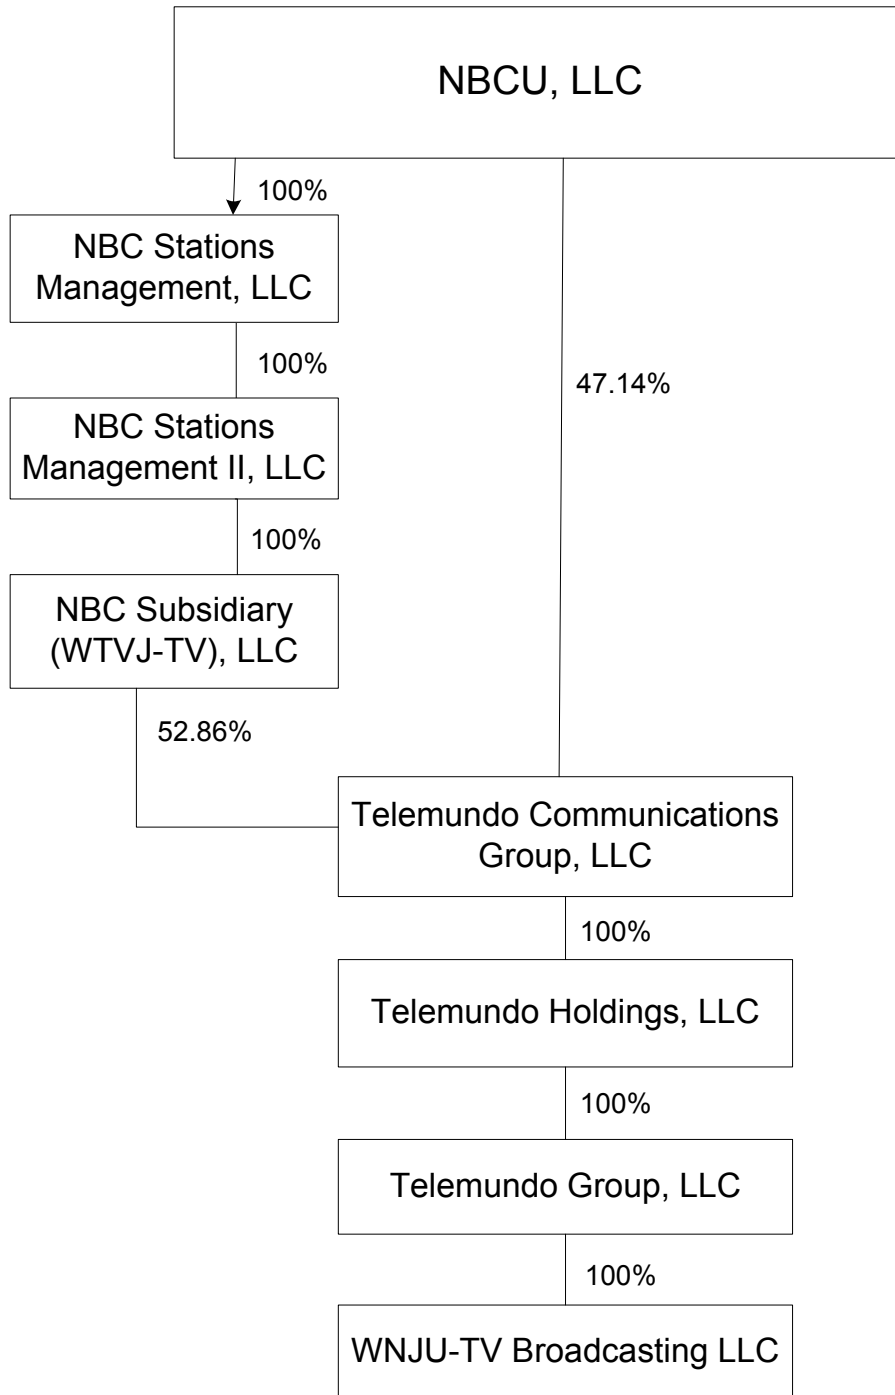 NBCU, LLC
100%
NBC Stations
Management, LLC
100%
47.14%
NBC Stations
Management II, LLC
100%
NBC Subsidiary
(WTVJ-TV), LLC
52.86%
Telemundo Communications
Group, LLC
100%
Telemundo Holdings, LLC
100%
Telemundo Group, LLC
100%
WNJU-TV Broadcasting LLC